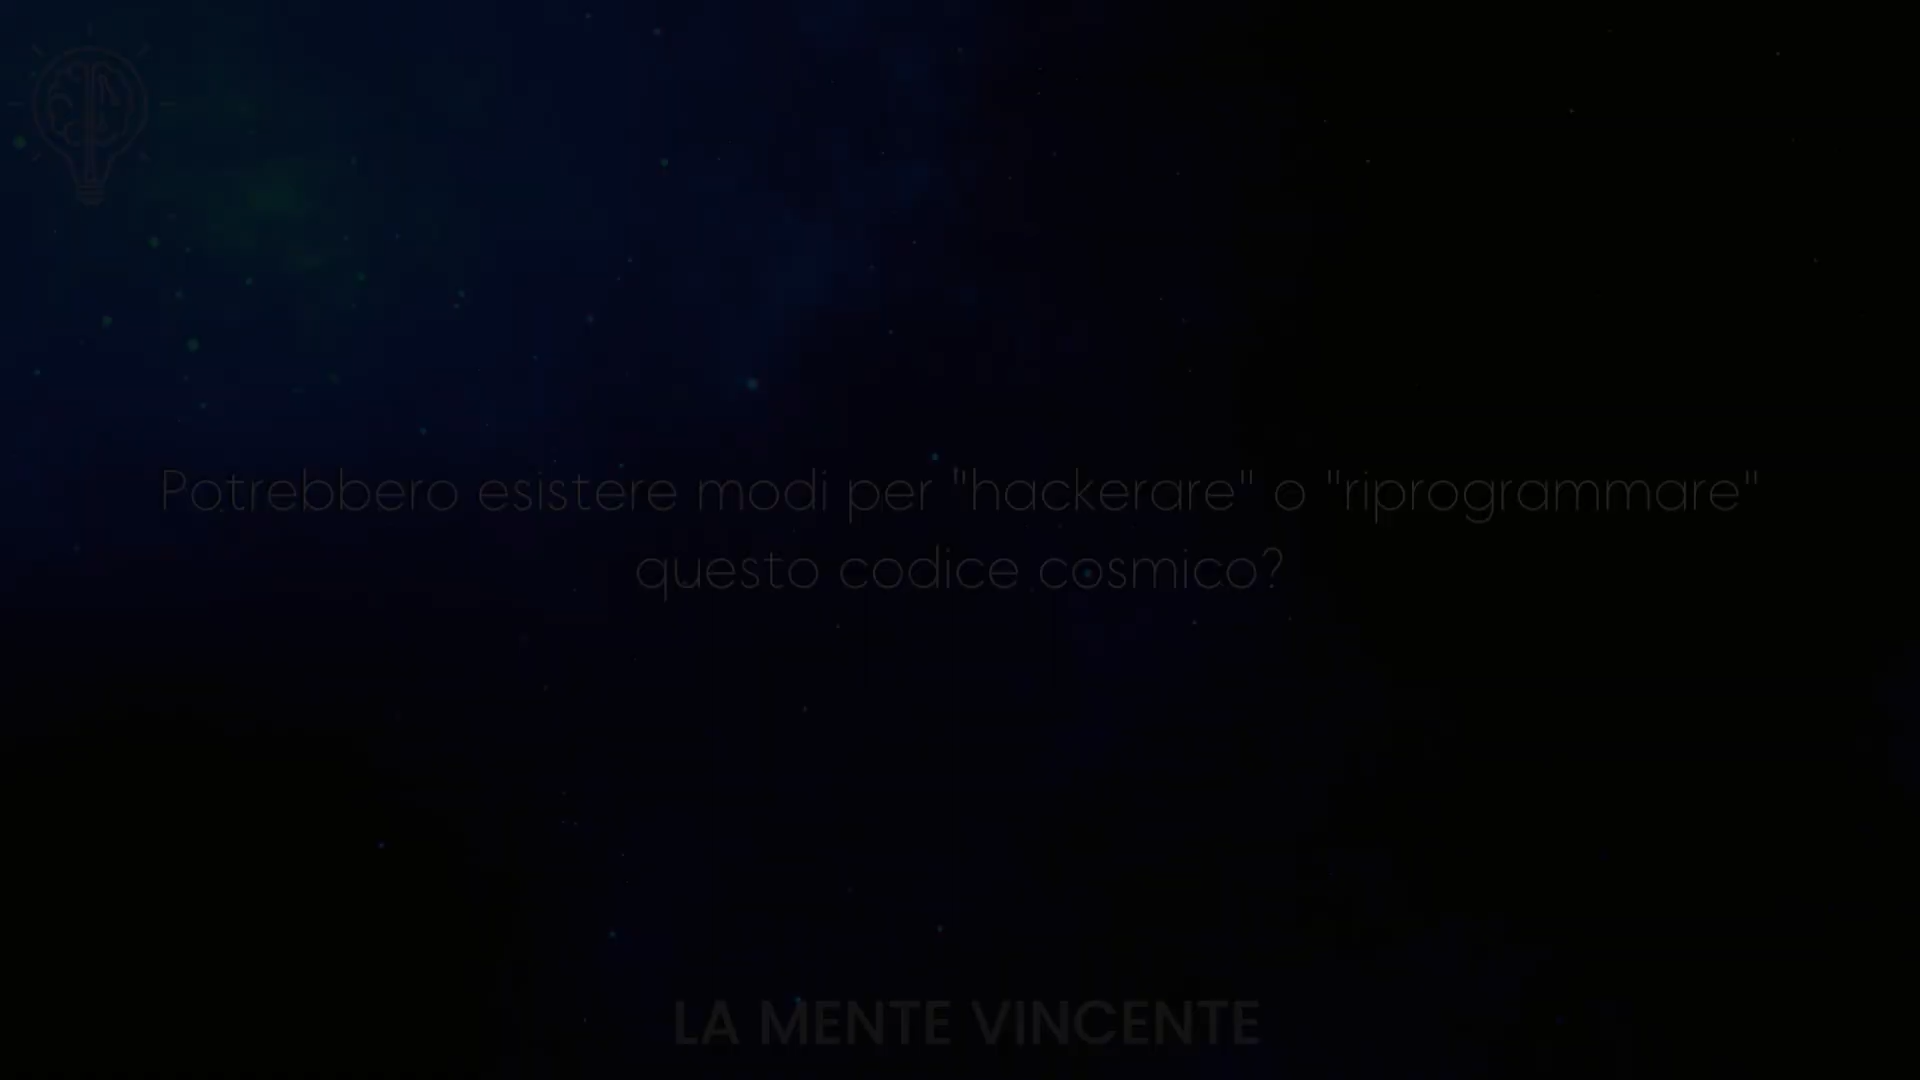 Potrebbero esistere modi per "hackerare" o "riprogrammare"
questo codice cosmico?
LA MENTE VINCENTE